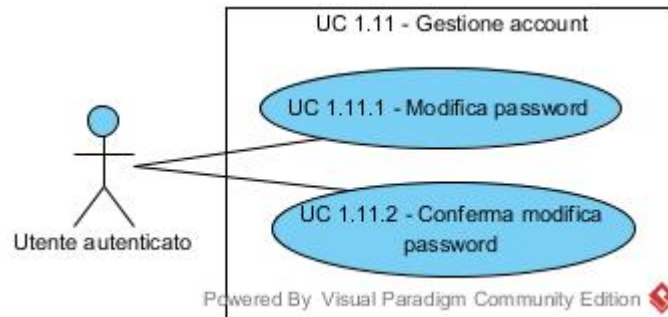 UC 1.11 - Gestione account
UC 1.11.1 - Modifica password
Utente autenticato
UC 1.11.2 - Conferma modifica
password
Powered By Visual Paradigm Community Edition